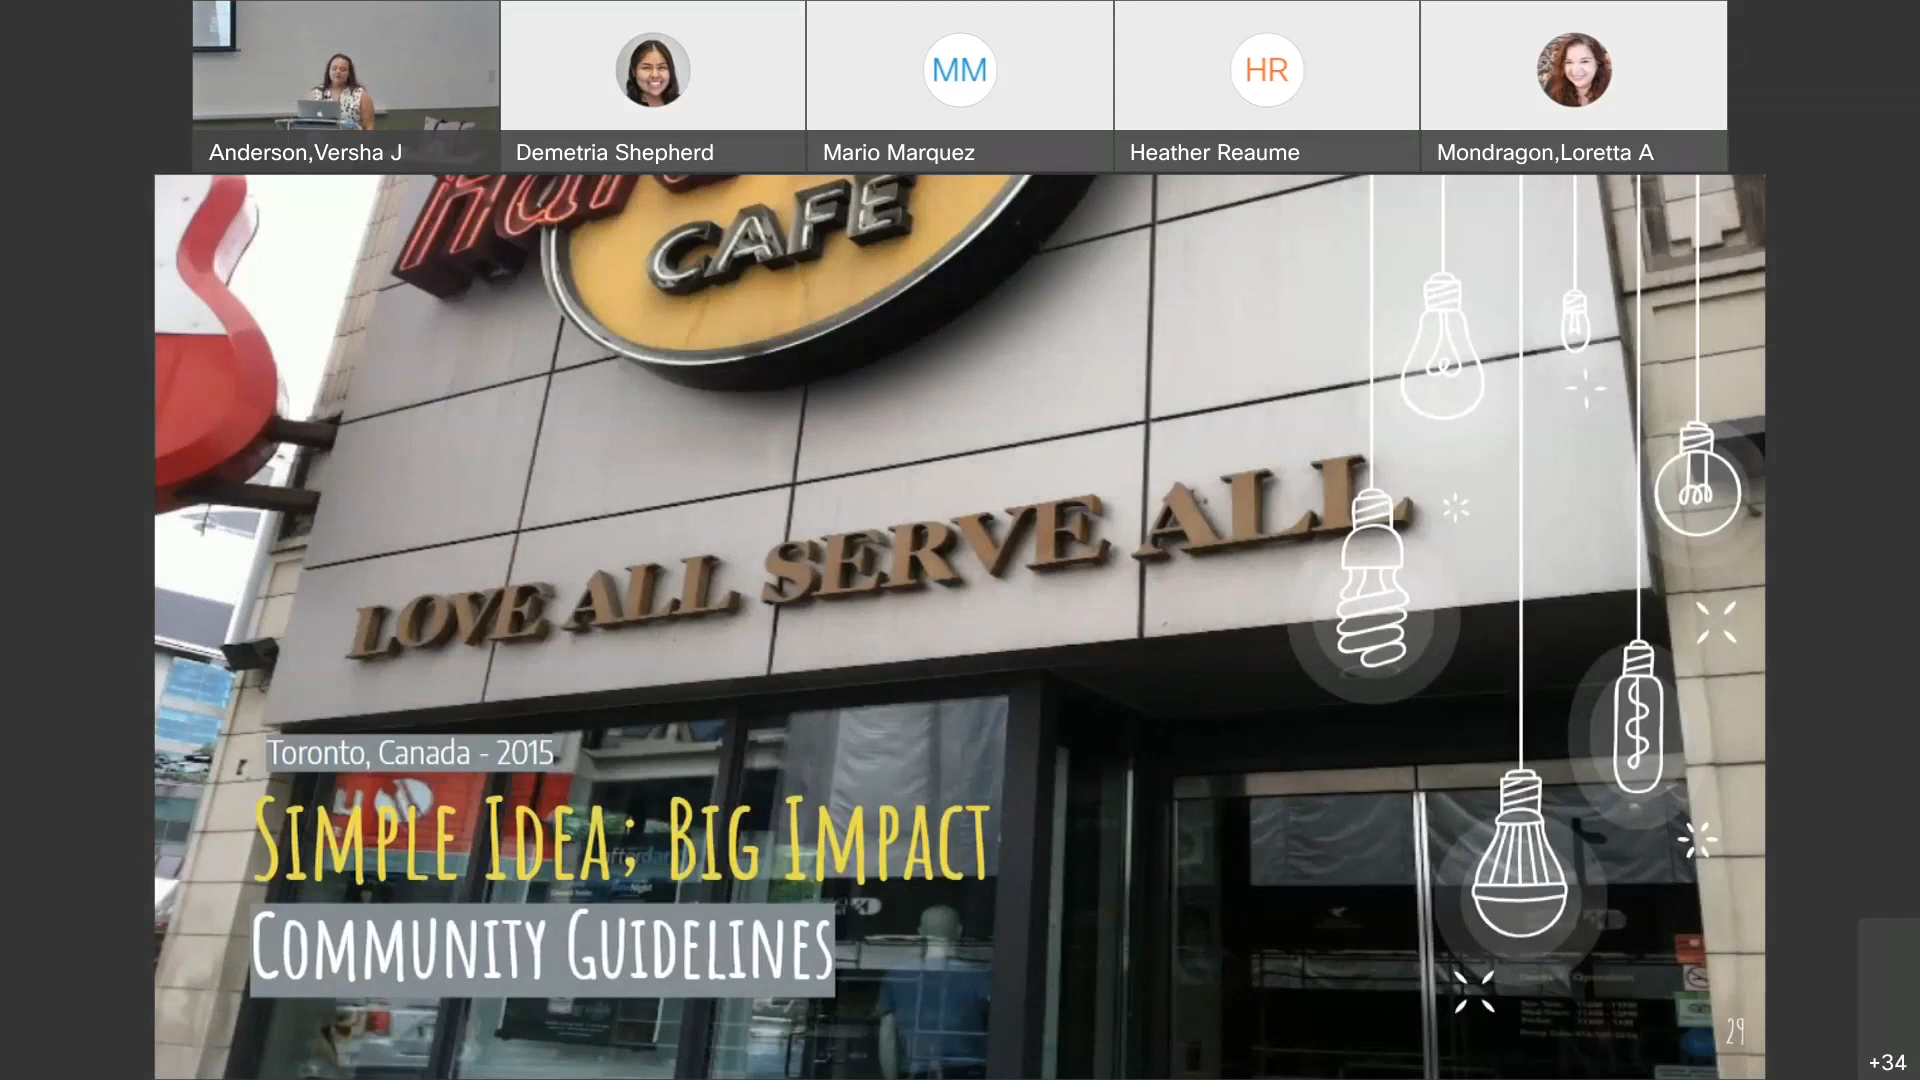 Anderson,Versha J
Demetria Shepherd
MM
Mario Marquez
HR
Heather Reaume
Mondragon,Loretta A
CAFE
LOVE ALL SERVE ALL
Toronto, Canada - 2015
SIMPLE IDEA; BIG IMPACT
COMMUNITY GUIDELINES
29
+34